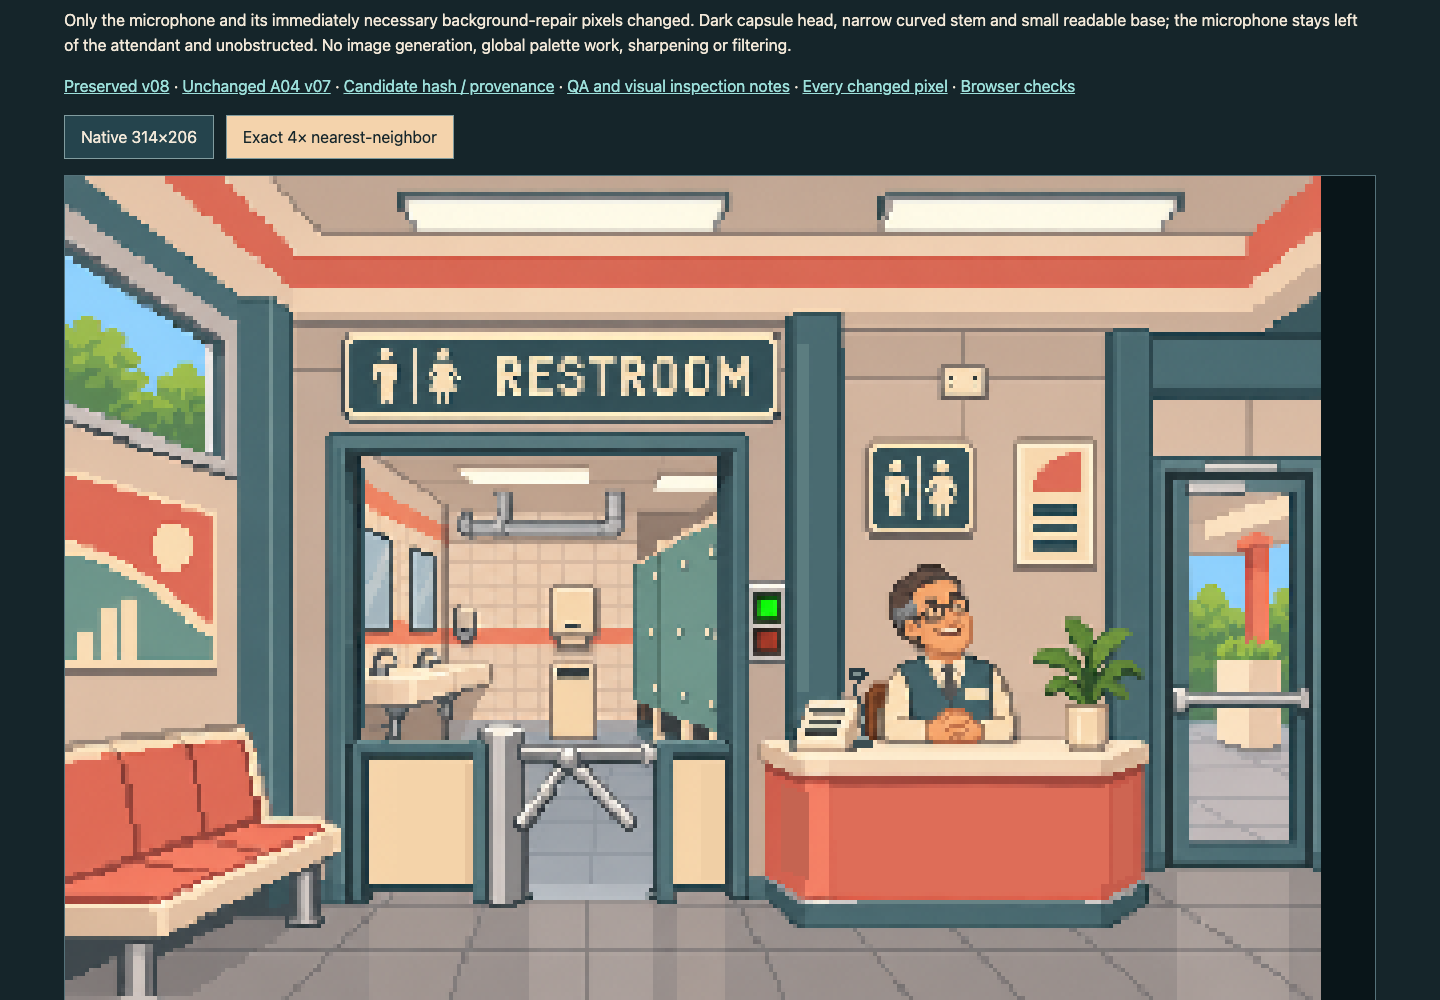 Only the microphone and its immediately necessary background-repair pixels changed. Dark capsule head, narrow curved stem and small readable base; the microphone stays left
of the attendant and unobstructed. No image generation, global palette work, sharpening or filtering.
Preserved v08 · Unchanged A04 v07 · Candidate hash / provenance · QA and visual inspection notes · Every changed pixel · Browser checks
Native 314×206
Exact 4× nearest-neighbor
RESTROOM